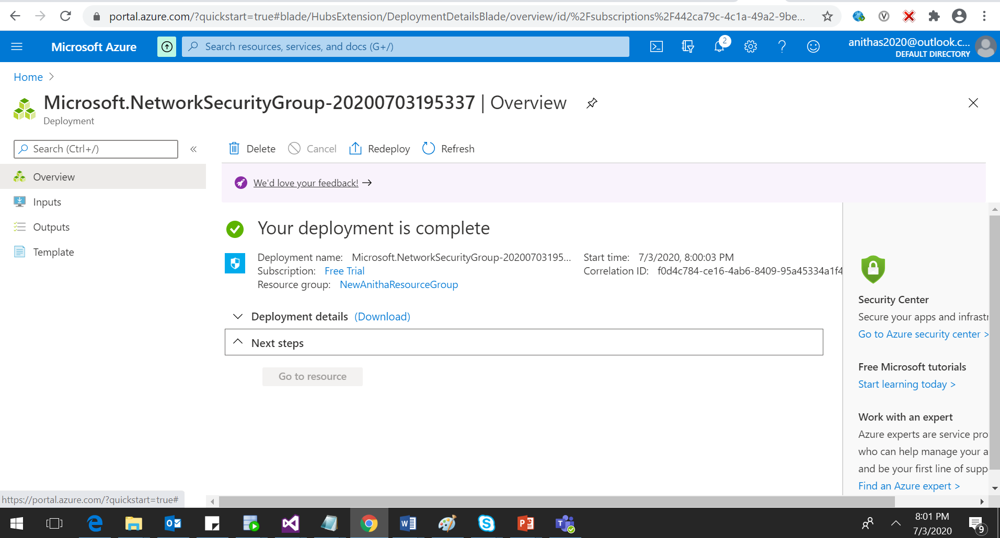 portal.azure.com/?quickstart=true#blade/HubsExtension/DeploymentDetailsBlade/overview/id/%2Fsubscriptions%2F442ca79c-4c1a-49a2-9be...
Microsoft Azure
Search resources, services, and docs (G+/)
2
anithas2020@outlook.c...
DEFAULT DIRECTORY
Home
Microsoft.NetworkSecurityGroup-20200703195337 | Overview
Deployment
Search (Ctrl+/)
«
Delete
Cancel
Redeploy
Refresh
Overview
Inputs
Outputs
Template
We'd love your feedback! →
Your deployment is complete
Deployment name: Microsoft.NetworkSecurityGroup-20200703195...
Subscription: Free Trial
Resource group: NewAnithaResourceGroup
Start time: 7/3/2020, 8:00:03 PM
Correlation ID: f0d4c784-ce16-4ab6-8409-95a45334a1f4
Deployment details (Download)
Next steps
Go to resource
Security Center
Secure your apps and infrastr
Go to Azure security center >
Free Microsoft tutorials
Start learning today >
Work with an expert
Azure experts are service pro
who can help manage your a
and be your first line of supp
Find an Azure expert >
https://portal.azure.com/?quickstart=true#
8:01 PM
7/3/2020
9